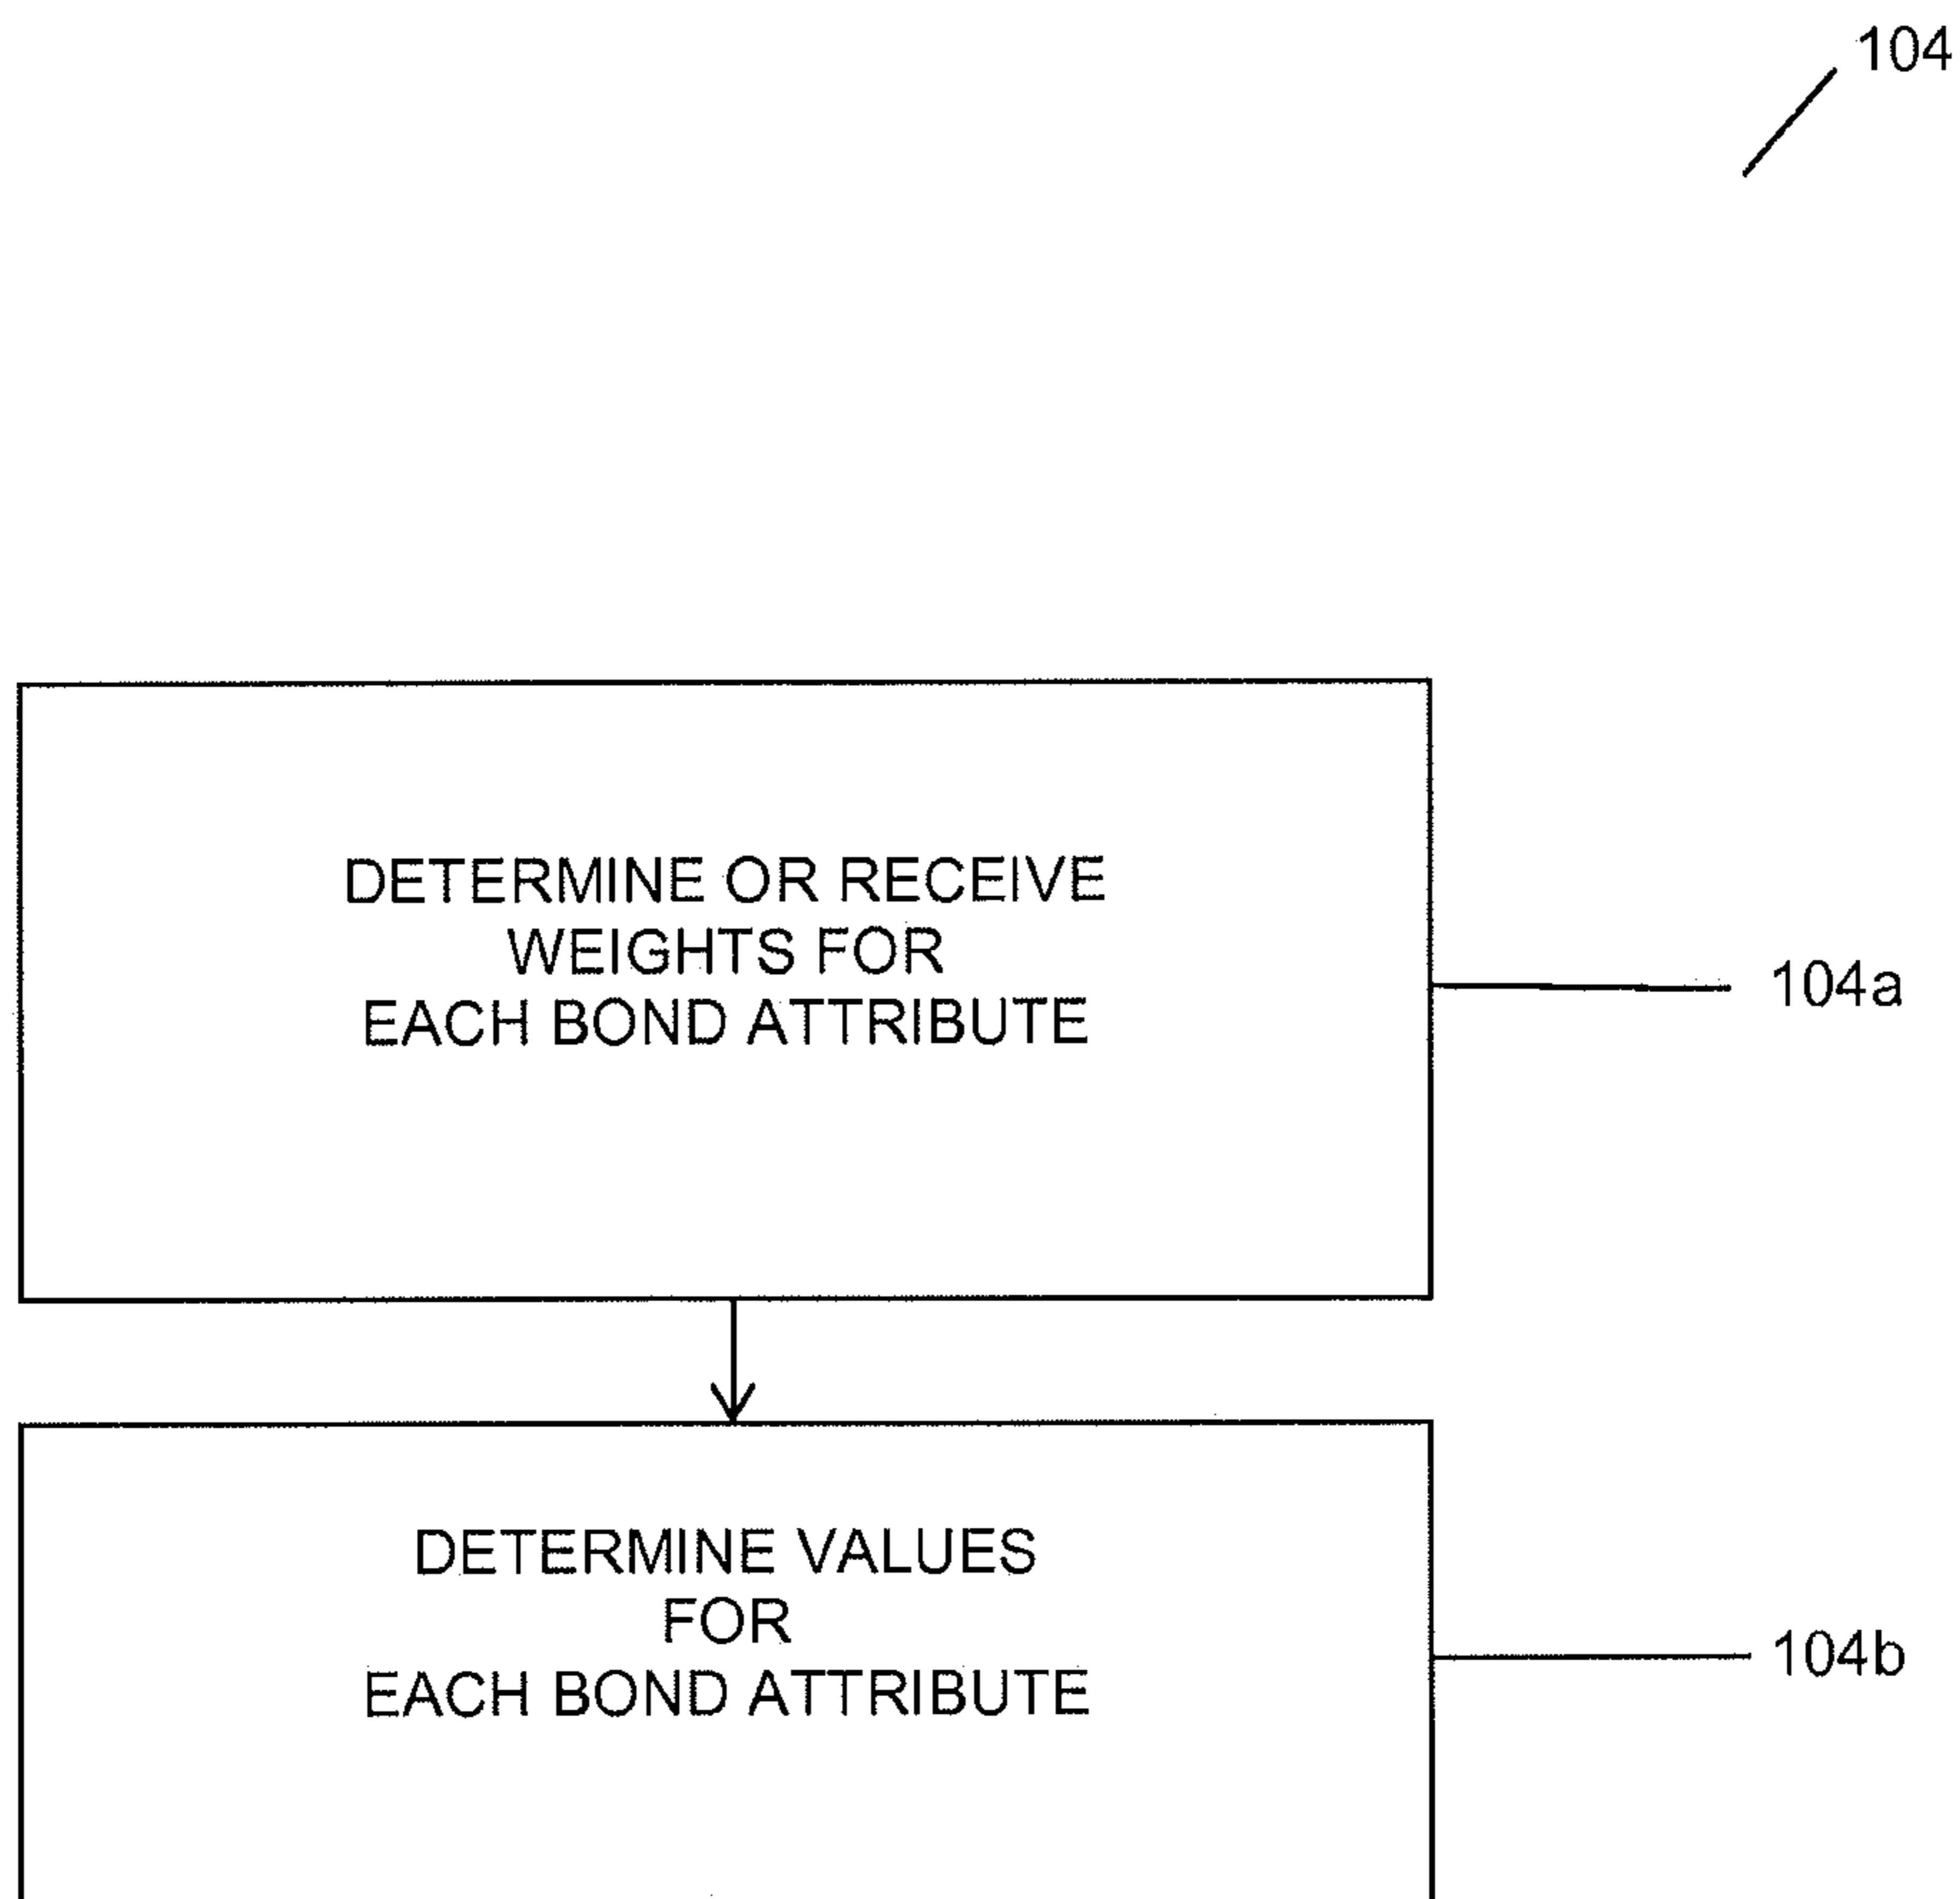 104
DETERMINE OR RECEIVE
WEIGHTS FOR
EACH BOND ATTRIBUTE
104a
DETERMINE VALUES
FOR
EACH BOND ATTRIBUTE
104b